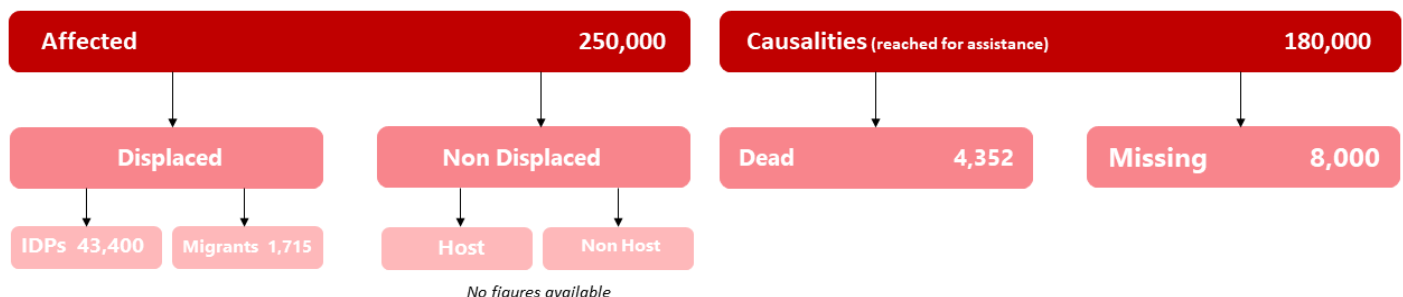 Affected 250,000
Causalities (reached for assistance) 180,000
Displaced
Non Displaced
Dead 4,352
Missing 8,000
IDPs 43,400
Migrants 1,715
Host
Non Host
No figures available